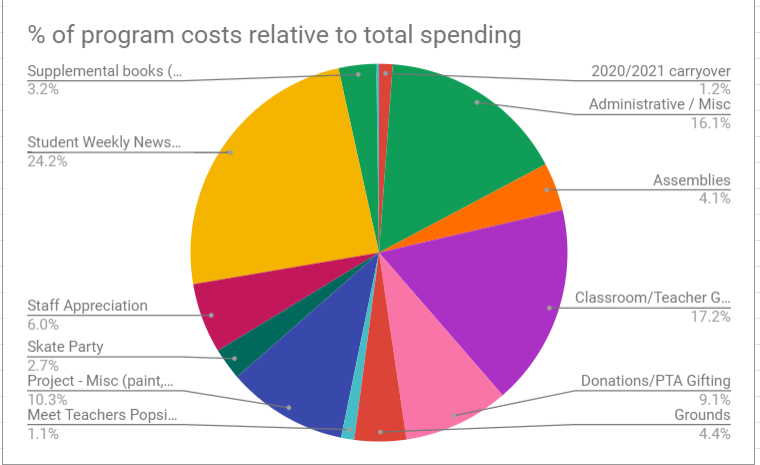 % of program costs relative to total spending
Supplemental books (...
3.2%
Student Weekly News...
24.2%
Staff Appreciation
6.0%
Skate Party
2.7%
Project - Misc (paint,...
10.3%
Meet Teachers Popsi...
1.1%
2020/2021 carryover
1.2%
Administrative / Misc
16.1%
Assemblies
4.1%
Classroom/Teacher G...
17.2%
Donations/PTA Gifting
9.1%
Grounds
4.4%